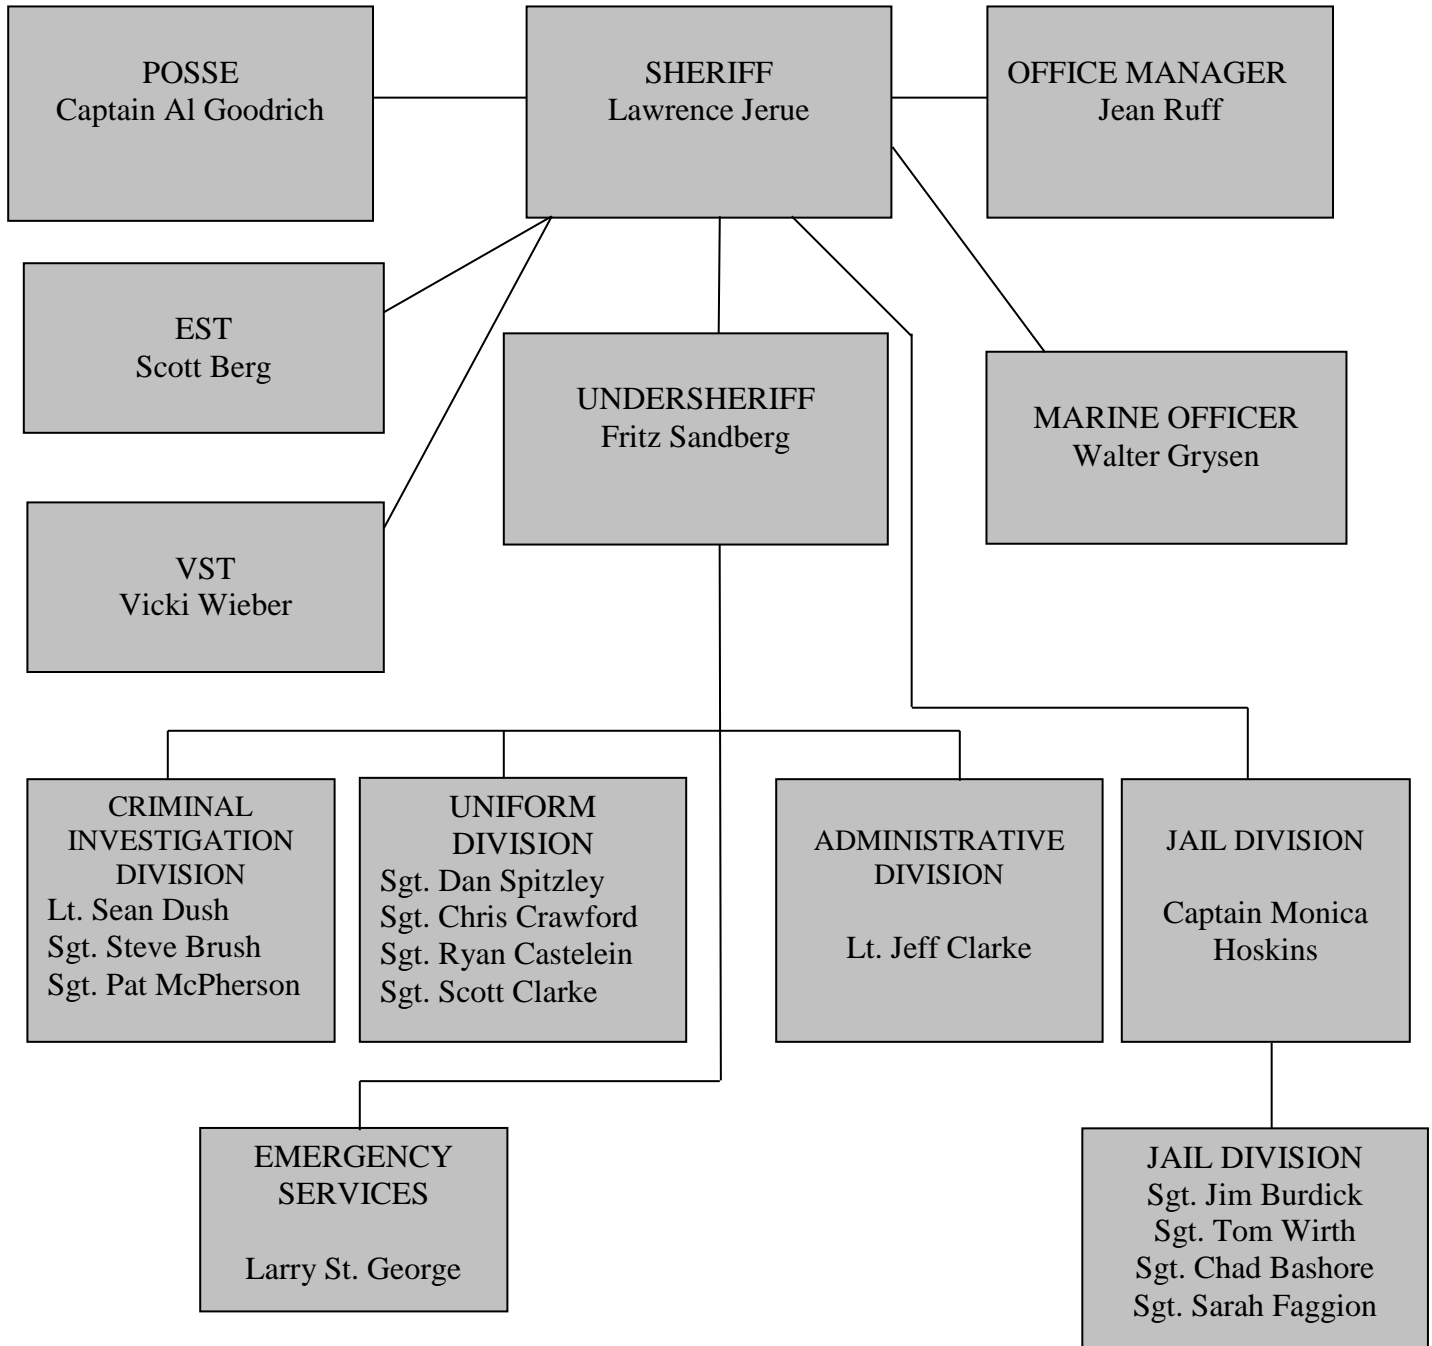 POSSE
Captain Al Goodrich
SHERIFF
Lawrence Jerue
OFFICE MANAGER
Jean Ruff
EST
Scott Berg
UNDERSHERIFF
Fritz Sandberg
MARINE OFFICER
Walter Grysen
VST
Vicki Wieber
CRIMINAL
INVESTIGATION
DIVISION
Lt. Sean Dush
Sgt. Steve Brush
Sgt. Pat McPherson
UNIFORM
DIVISION
Sgt. Dan Spitzley
Sgt. Chris Crawford
Sgt. Ryan Castelein
Sgt. Scott Clarke
ADMINISTRATIVE
DIVISION
Lt. Jeff Clarke
JAIL DIVISION
Captain Monica
Hoskins
EMERGENCY
SERVICES
Larry St. George
JAIL DIVISION
Sgt. Jim Burdick
Sgt. Tom Wirth
Sgt. Chad Bashore
Sgt. Sarah Faggion